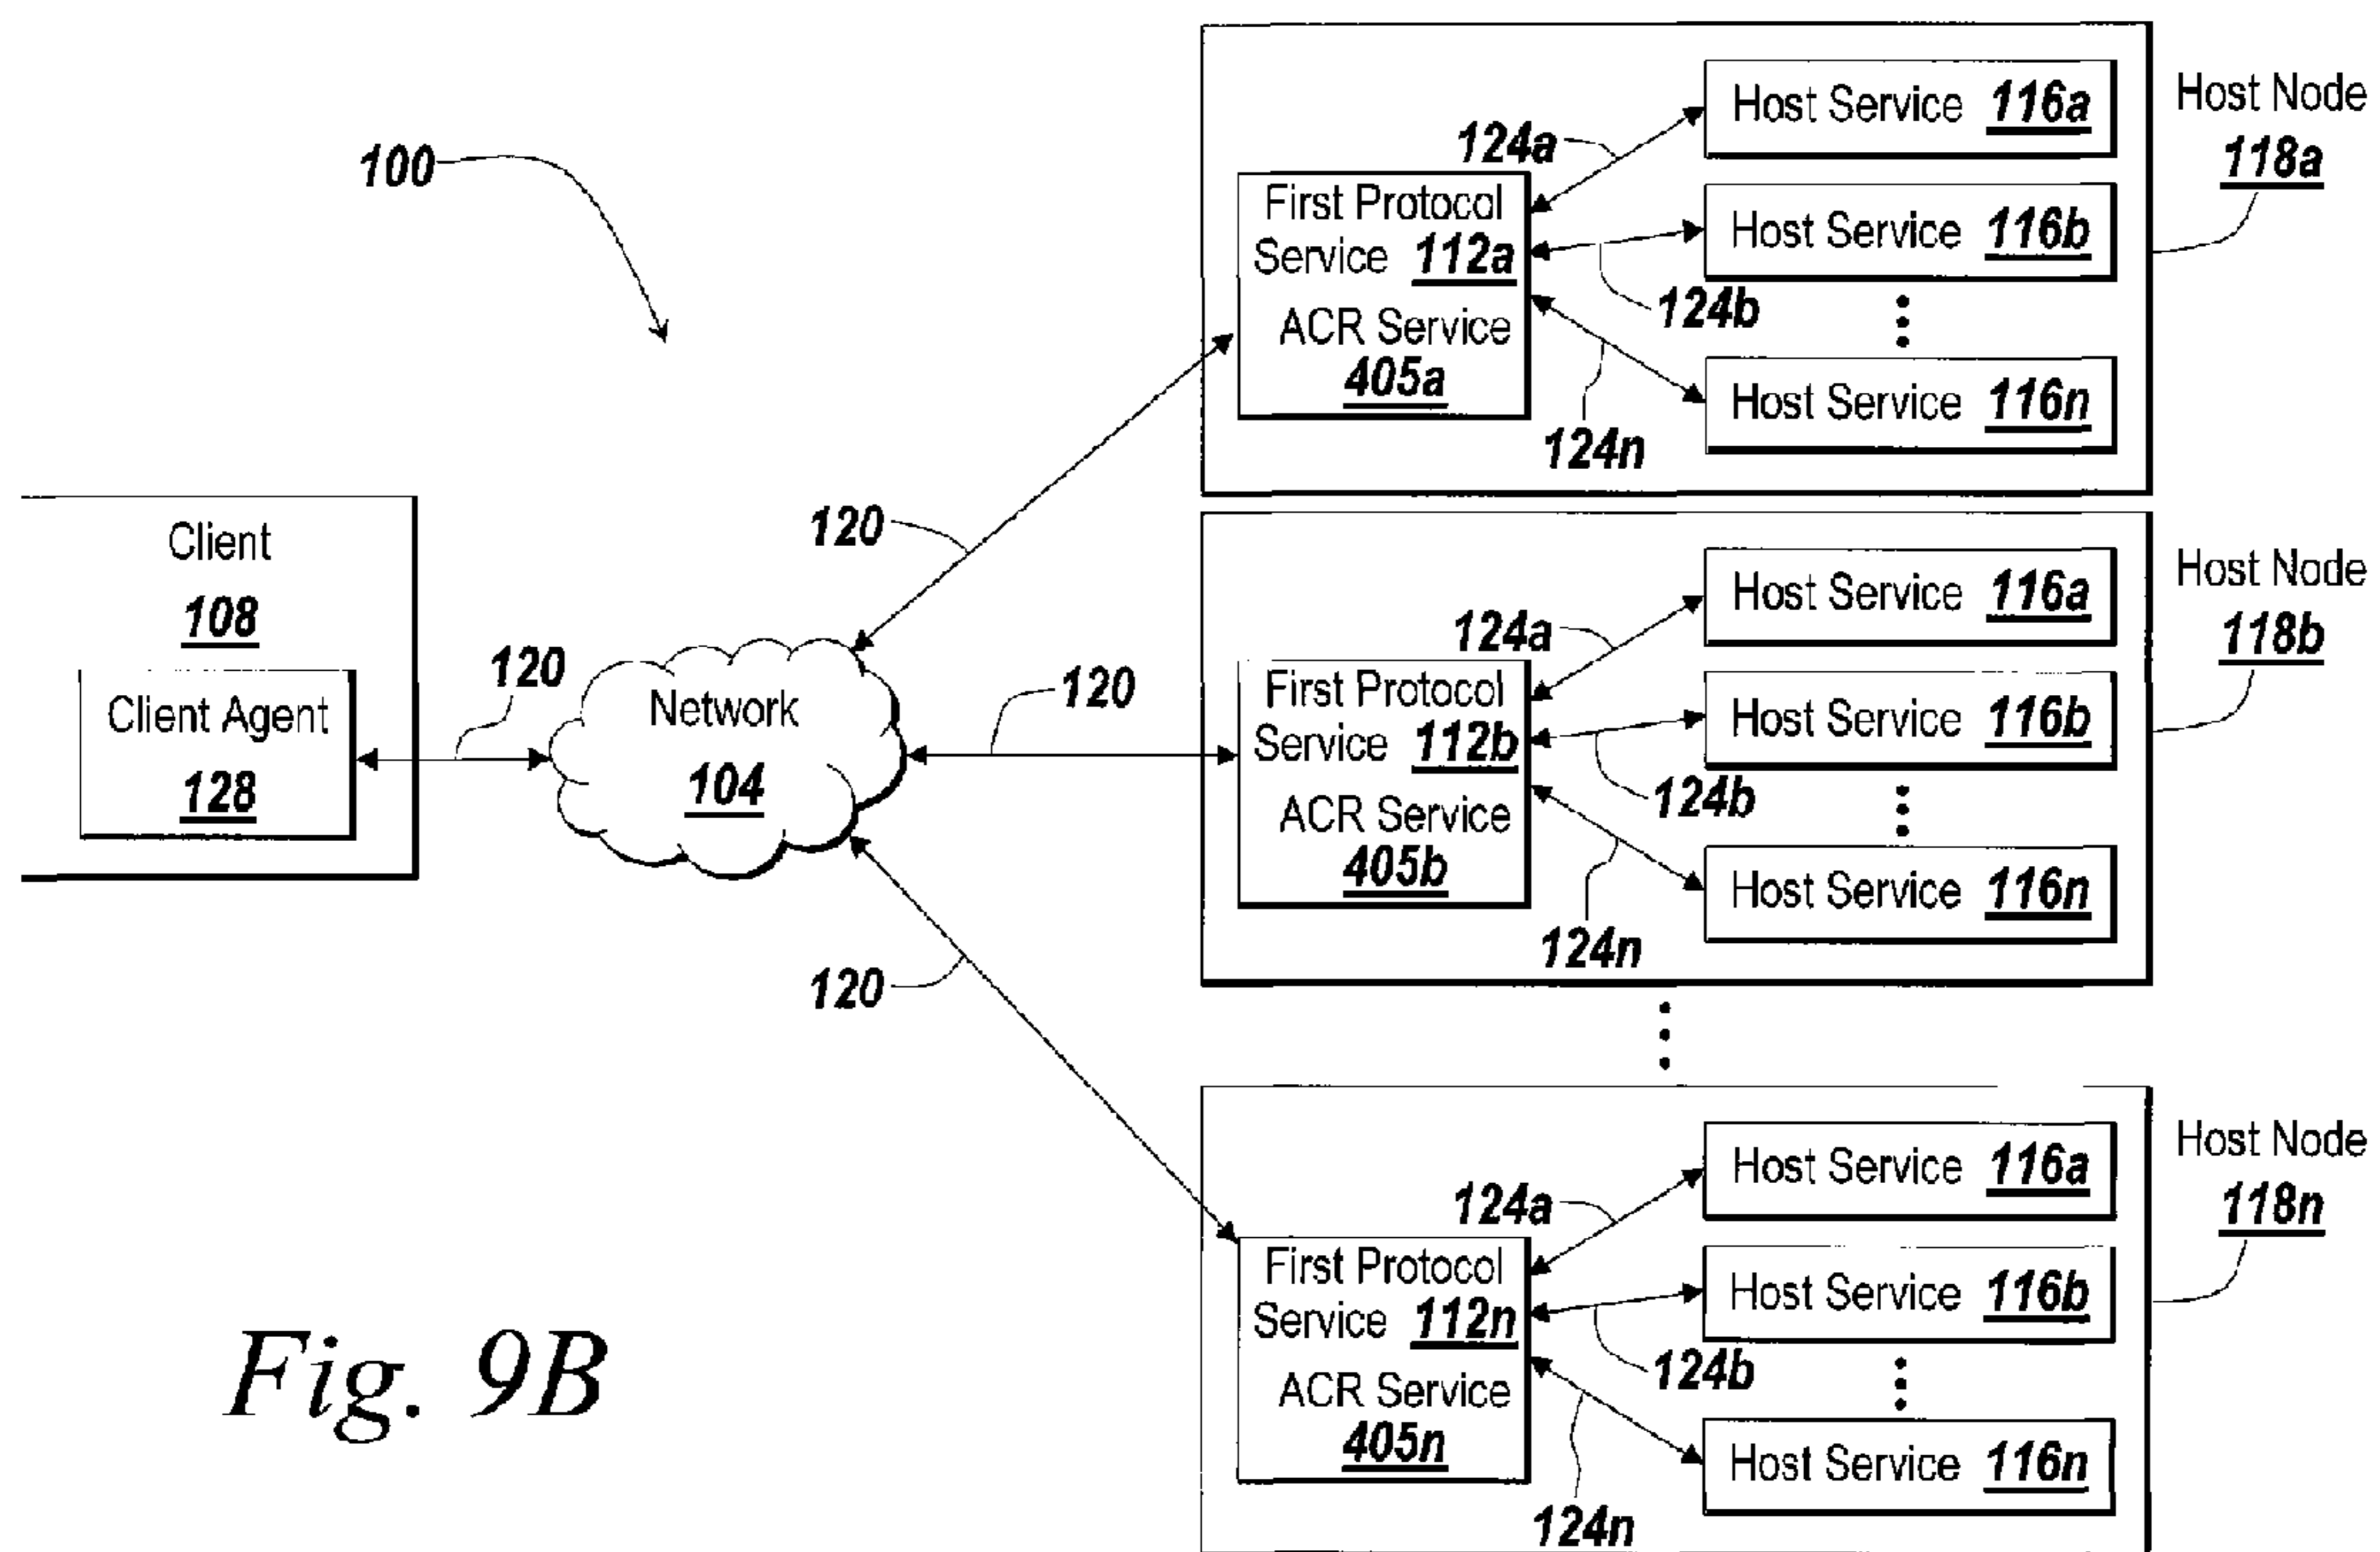 100
Client
108
Client Agent
128
120
Network
104
120
120
120
First Protocol
Service 112a
ACR Service
405a
124a
124b
124n
Host Service 116a
Host Service 116b
Host Service 116n
Host Node
118a
First Protocol
Service 112b
ACR Service
405b
124a
124b
124n
Host Service 116a
Host Service 116b
Host Service 116n
Host Node
118b
First Protocol
Service 112n
ACR Service
405n
124a
124b
124n
Host Service 116a
Host Service 116b
Host Service 116n
Host Node
118n
Fig. 9B